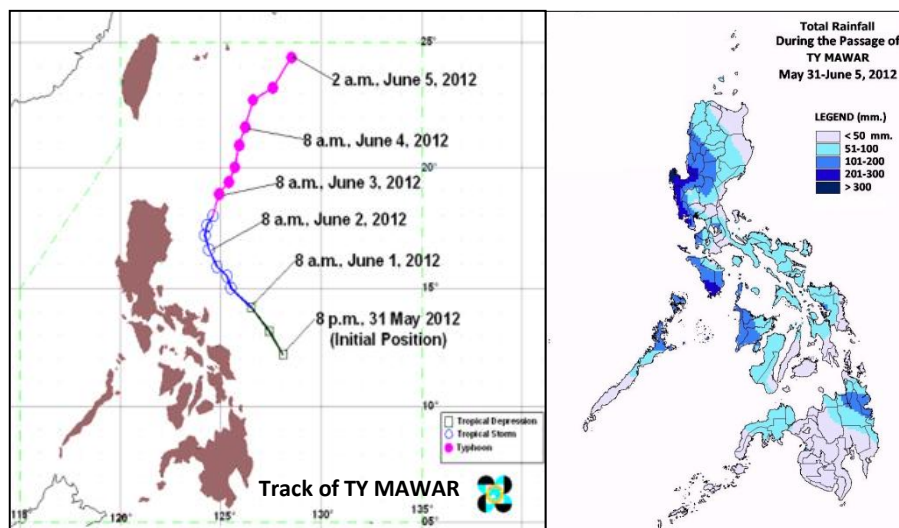 25°
2 a.m., June 5, 2012
8 a.m., June 4, 2012
20°
8 a.m., June 3, 2012
8 a.m., June 2, 2012
8 a.m., June 1, 2012
15°
8 p.m., 31 May 2012
(Initial Position)
10°
Tropical Depression
Tropical Storm
Typhoon
Track of TY MAWAR
115°
120°
125°
130°
135°
05°
Total Rainfall
During the Passage of
TY MAWAR
May 31-June 5, 2012
LEGEND (mm.)
< 50 mm.
51-100
101-200
201-300
> 300